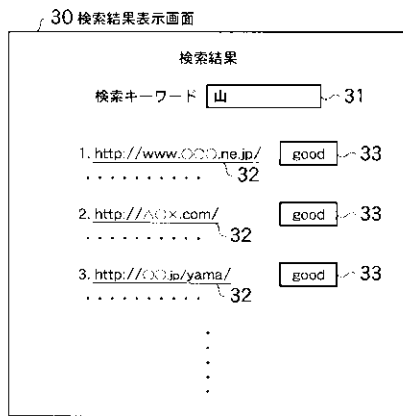 30 検索結果表示画面
検索結果
検索キーワード 山 31
1. http://www.○○○.ne.jp/ good 33
. . . . . . . . . . 32
2. http://△○×.com/ good 33
. . . . . . . . . . 32
3. http://○○.jp/yama/ good 33
. . . . . . . . . . 32